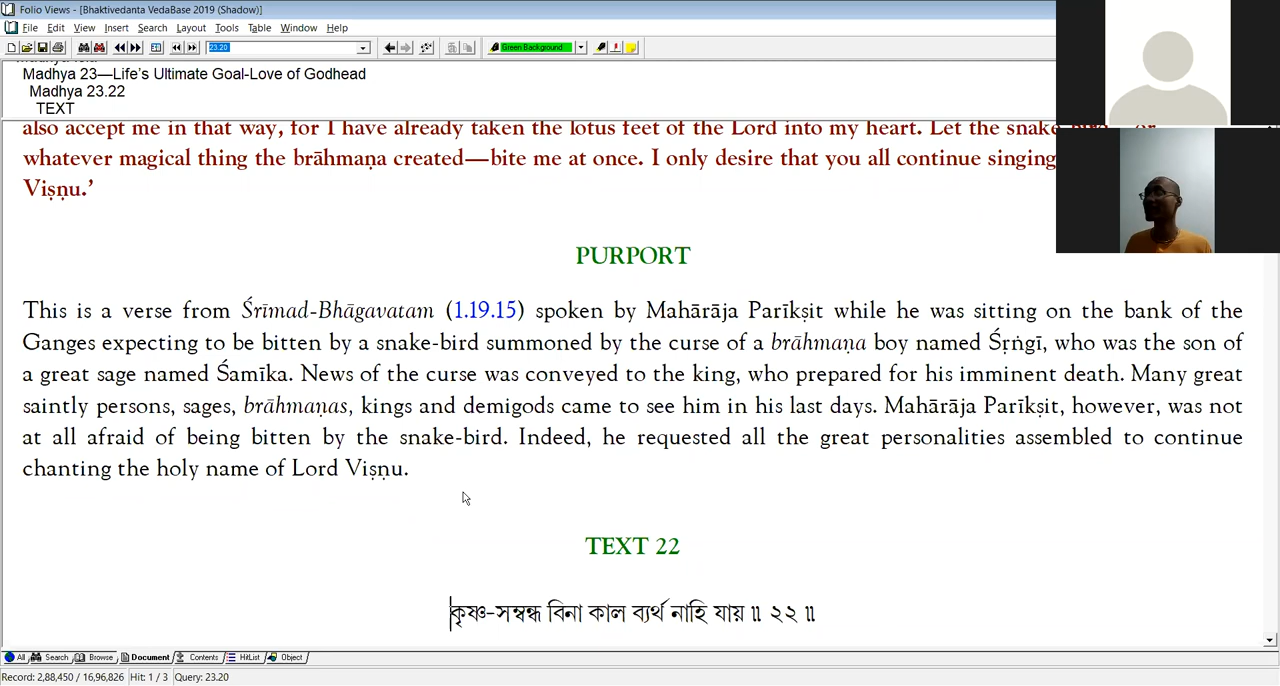 Folio Views - [Bhaktivedanta VedaBase 2019 (Shadow)]
File Edit View Insert Search Layout Tools Table Window Help
23.20 Green Background
Madhya 23—Life's Ultimate Goal-Love of Godhead
Madhya 23.22
TEXT
also accept me in that way, for I have already taken the lotus feet of the Lord into my heart. Let the snake-bird—or
whatever magical thing the brāhmaṇa created—bite me at once. I only desire that you all continue singing
Viṣṇu.'
PURPORT
This is a verse from Śrīmad-Bhāgavatam (1.19.15) spoken by Mahārāja Parīkṣit while he was sitting on the bank of the
Ganges expecting to be bitten by a snake-bird summoned by the curse of a brāhmaṇa boy named Śṛṅgī, who was the son of
a great sage named Śamīka. News of the curse was conveyed to the king, who prepared for his imminent death. Many great
saintly persons, sages, brāhmaṇas, kings and demigods came to see him in his last days. Mahārāja Parīkṣit, however, was not
at all afraid of being bitten by the snake-bird. Indeed, he requested all the great personalities assembled to continue
chanting the holy name of Lord Viṣṇu.
TEXT 22
কৃষ্ণ-সম্বন্ধ বিনা কাল ব্যর্থ নাহি যায় ॥ ২২ ॥
All Search Browse Document Contents HitList Object
Record: 2,88,450 / 16,96,826 Hit: 1 / 3 Query: 23.20